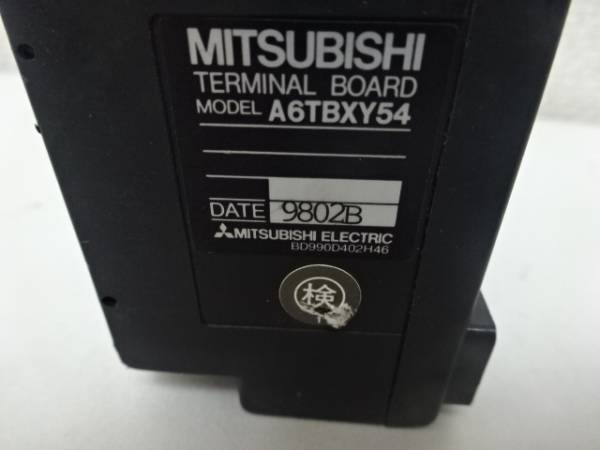 MITSUBISHI
TERMINAL BOARD
MODEL A6TBXY54
DATE 9802B
MITSUBISHI ELECTRIC
BD990D402H46
検